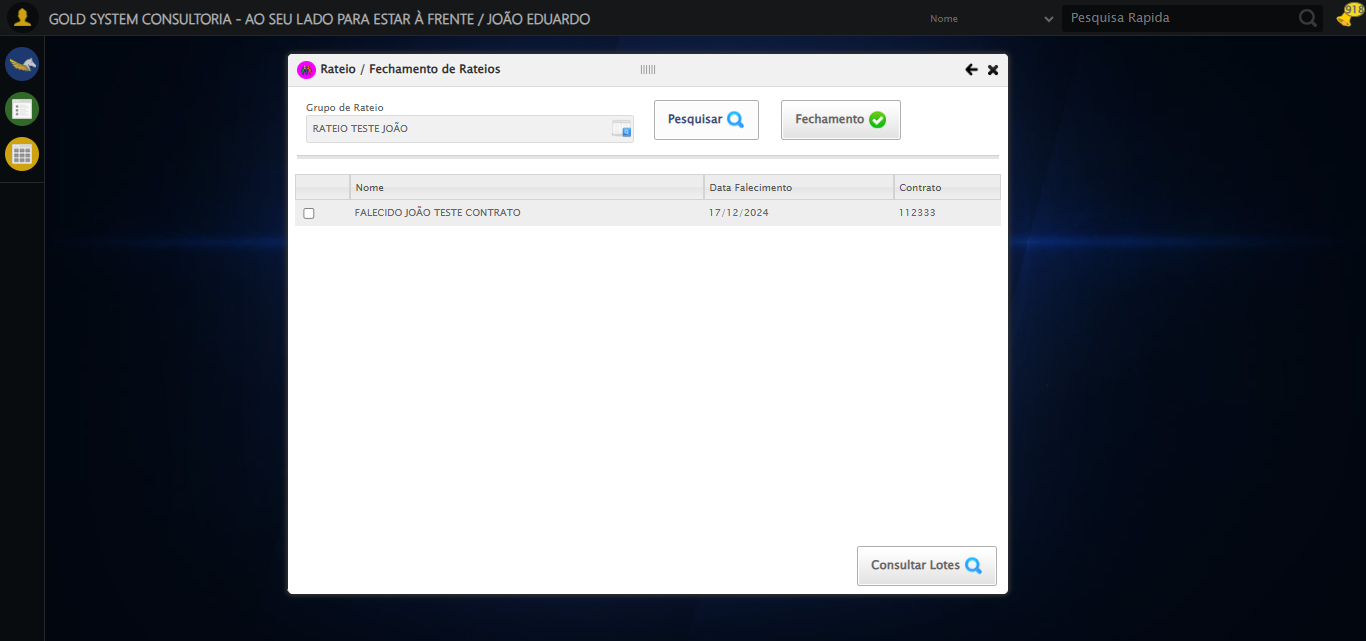 GOLD SYSTEM CONSULTORIA - AO SEU LADO PARA ESTAR À FRENTE / JOÃO EDUARDO
Nome
Pesquisa Rapida
918
Rateio / Fechamento de Rateios
Grupo de Rateio
RATEIO TESTE JOÃO
Pesquisar
Fechamento
Nome Data Falecimento Contrato
FALECIDO JOÃO TESTE CONTRATO 17/12/2024 112333
Consultar Lotes